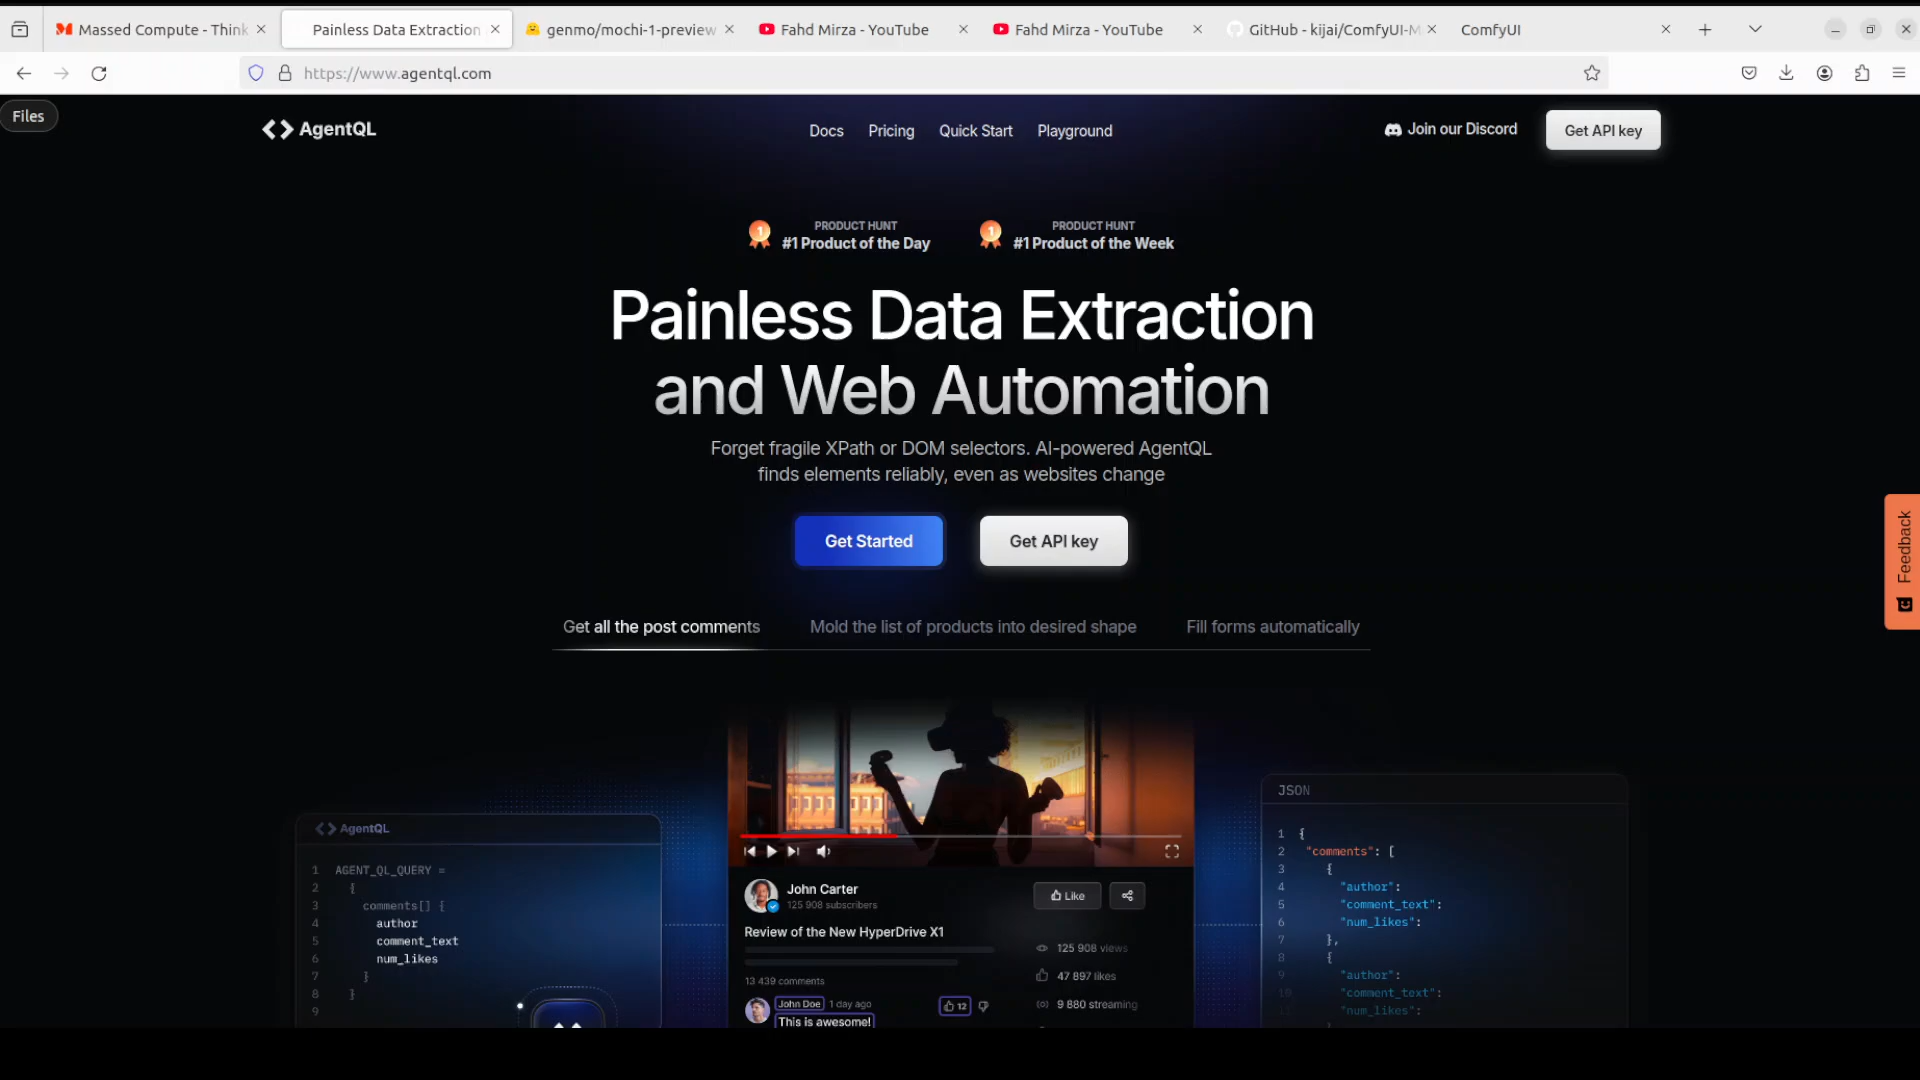 Massed Compute - Think
Painless Data Extraction
genmo/mochi-1-preview
Fahd Mirza - YouTube
Fahd Mirza - YouTube
GitHub - kijai/ComfyUI-M
ComfyUI
https://www.agentql.com
Files
AgentQL
Docs
Pricing
Quick Start
Playground
Join our Discord
Get API key
PRODUCT HUNT
#1 Product of the Day
PRODUCT HUNT
#1 Product of the Week
Painless Data Extraction
and Web Automation
Forget fragile XPath or DOM selectors. AI-powered AgentQL
finds elements reliably, even as websites change
Get Started
Get API key
Feedback
Get all the post comments
Mold the list of products into desired shape
Fill forms automatically
AgentQL
1 AGENT_QL_QUERY =
2 {
3 comments[] {
4 author
5 comment_text
6 num_likes
7 }
8 }
9
John Carter
125 908 subscribers
Like
Review of the New HyperDrive X1
125 908 views
13 439 comments
47 897 likes
John Doe 1 day ago
12
9 880 streaming
This is awesome!
JSON
1 {
2 "comments": [
3 {
4 "author":
5 "comment_text":
6 "num_likes":
7 },
8 {
9 "author":
10 "comment_text":
11 "num_likes":